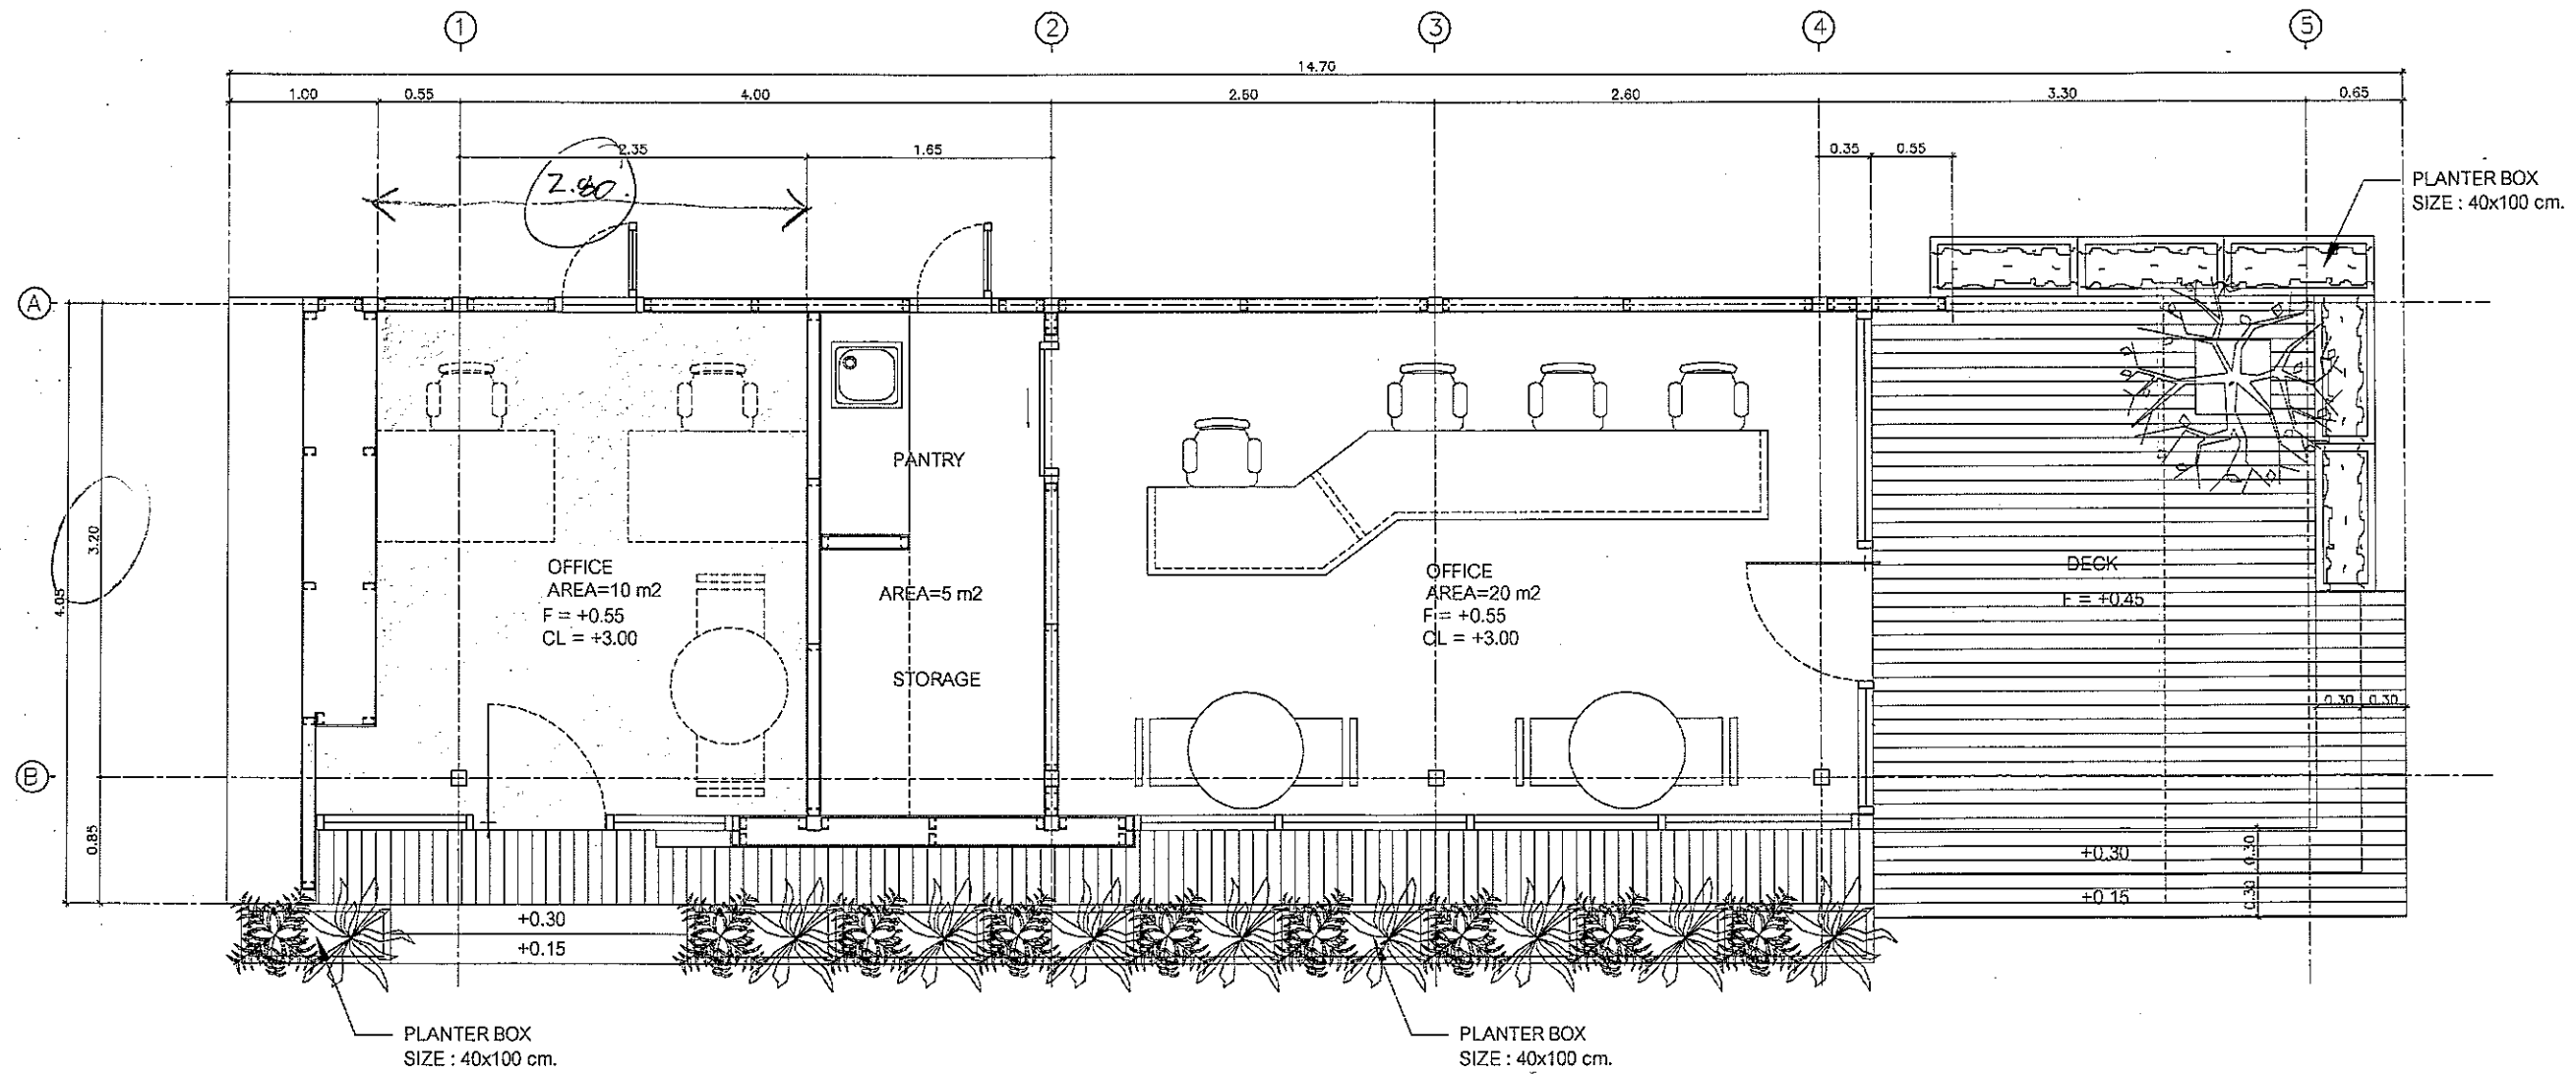 1 2 3 4 5
14.70
1.00 0.55 4.00 2.60 2.60 3.30 0.65
2.35 1.65 0.35 0.55
2.80
PLANTER BOX
SIZE : 40x100 cm.
A
PANTRY
3.20
4.05
OFFICE
AREA=10 m2
F = +0.55
CL = +3.00
AREA=5 m2
OFFICE
AREA=20 m2
F = +0.55
CL = +3.00
DECK
F = +0.45
STORAGE
0.30 0.30
B
0.85
+0.30
0.30
+0.15
0.30
+0.30
+0.15
PLANTER BOX
SIZE : 40x100 cm.
PLANTER BOX
SIZE : 40x100 cm.